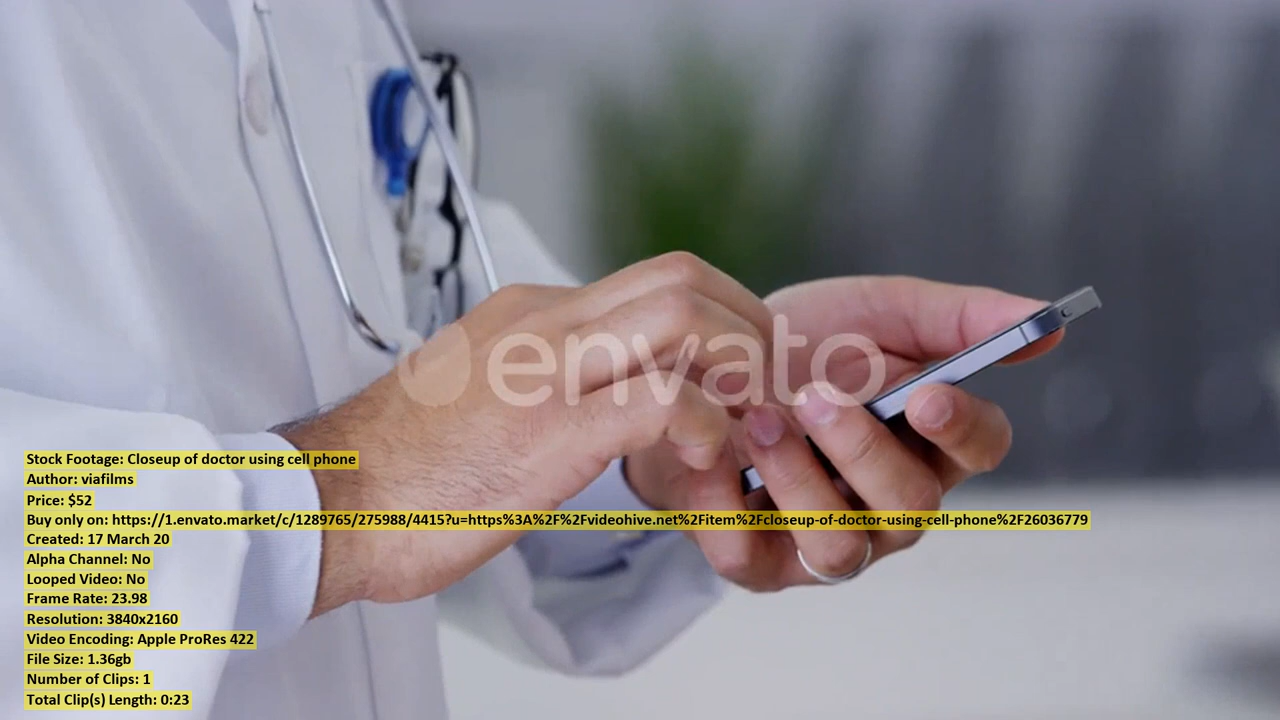 envato
Stock Footage: Closeup of doctor using cell phone
Author: viafilms
Price: $52
Buy only on: https://1.envato.market/c/1289765/275988/4415?u=https%3A%2F%2Fvideohive.net%2Fitem%2Fcloseup-of-doctor-using-cell-phone%2F26036779
Created: 17 March 20
Alpha Channel: No
Looped Video: No
Frame Rate: 23.98
Resolution: 3840x2160
Video Encoding: Apple ProRes 422
File Size: 1.36gb
Number of Clips: 1
Total Clip(s) Length: 0:23